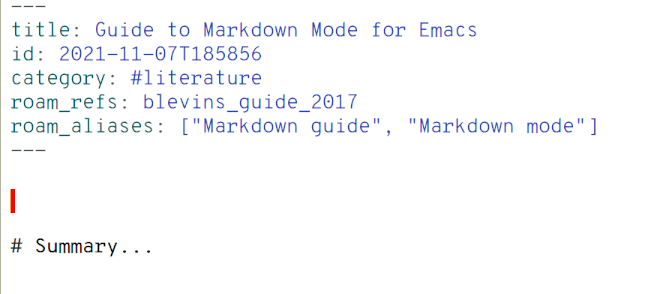 ---
title: Guide to Markdown Mode for Emacs
id: 2021-11-07T185856
category: #literature
roam_refs: blevins_guide_2017
roam_aliases: ["Markdown guide", "Markdown mode"]
---
# Summary...